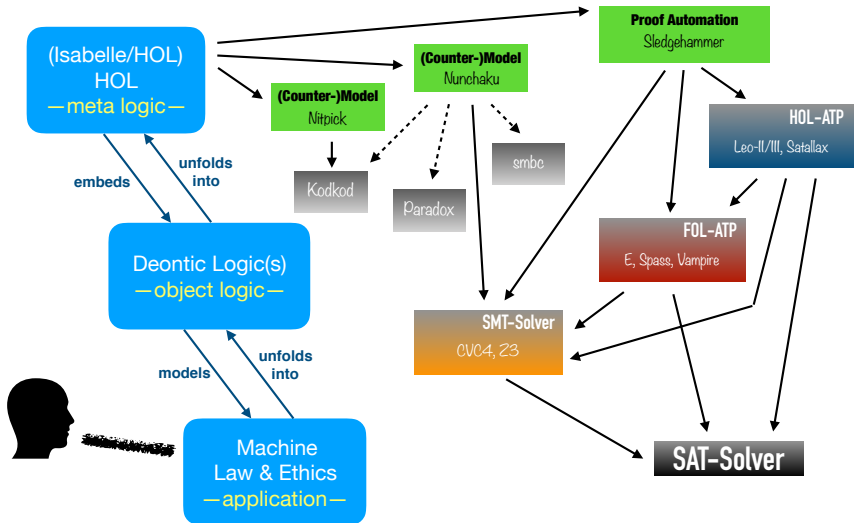 (Isabelle/HOL)
HOL
—meta logic—
embeds
unfolds
into
Deontic Logic(s)
—object logic—
models
unfolds
into
Machine
Law & Ethics
—application—
(Counter-)Model
Nitpick
Kodkod
(Counter-)Model
Nunchaku
Paradox
smbc
Proof Automation
Sledgehammer
HOL-ATP
Leo-II/III, Satallax
FOL-ATP
E, Spass, Vampire
SMT-Solver
CVC4, Z3
SAT-Solver